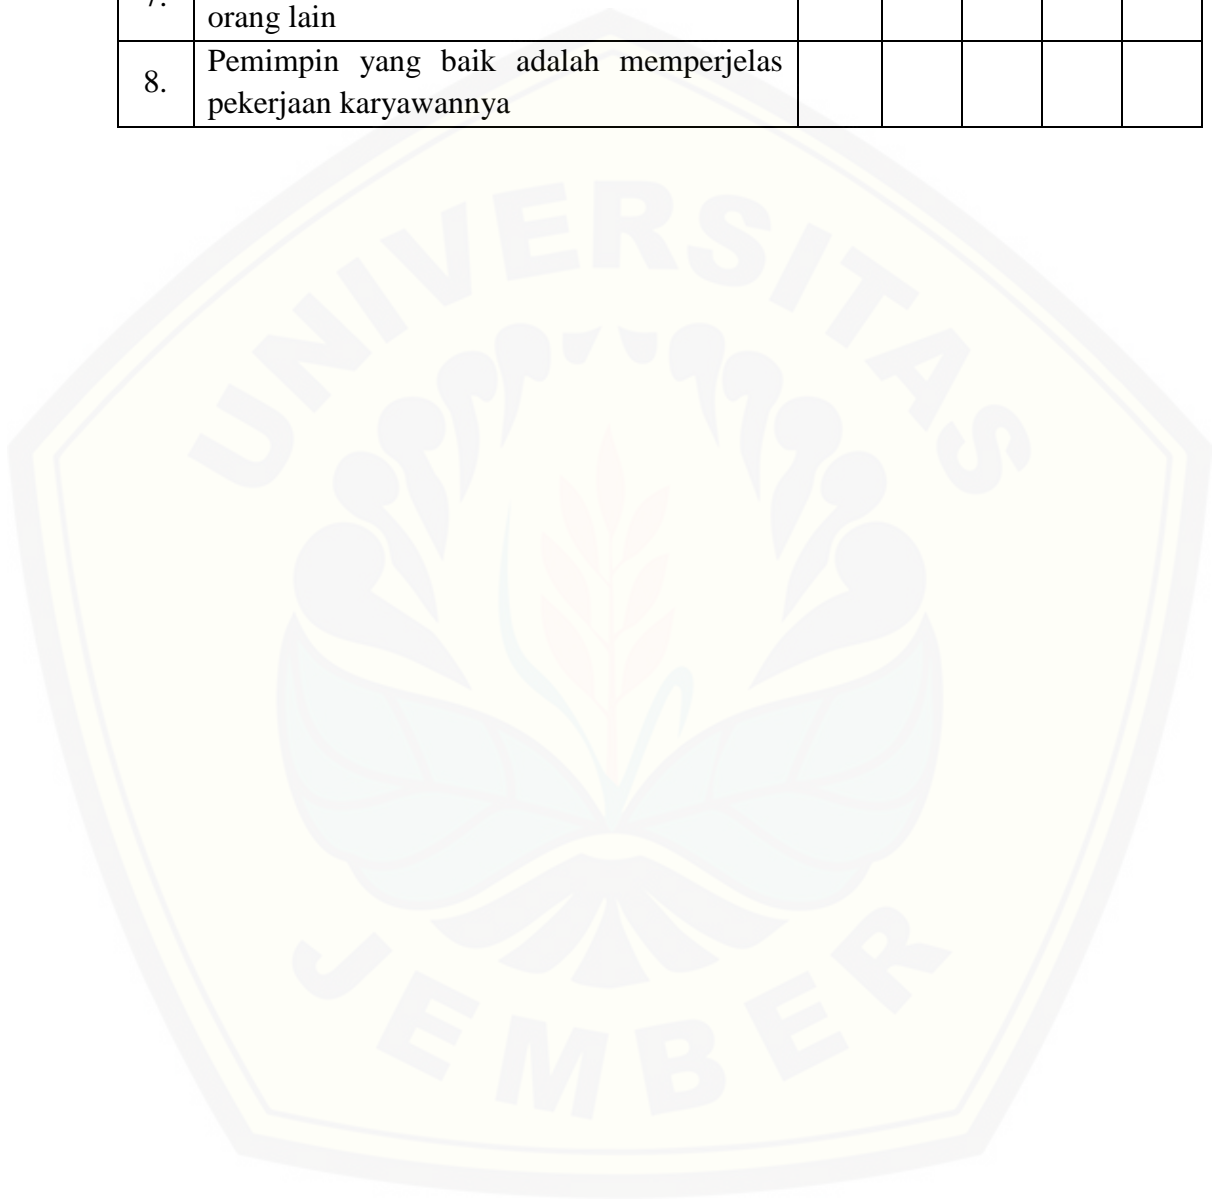 7.
orang lain
8.
Pemimpin yang baik adalah memperjelas
pekerjaan karyawannya
UNIVERSITAS
JEMBER